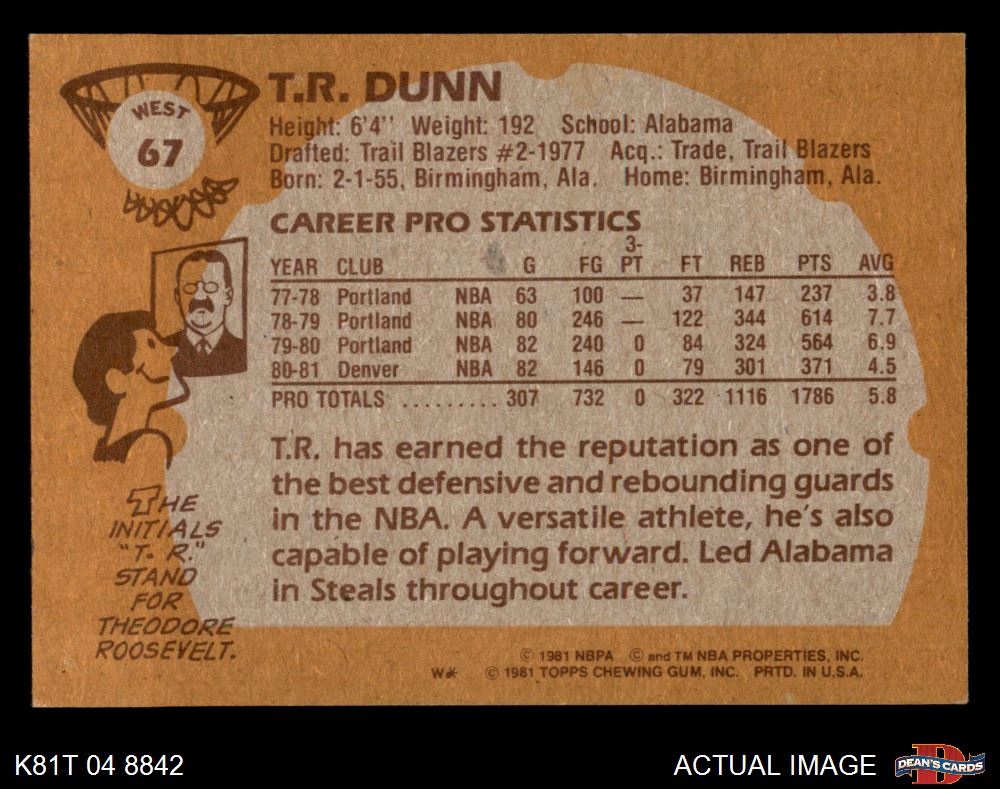 WEST
67
T.R. DUNN
Height: 6'4" Weight: 192 School: Alabama
Drafted: Trail Blazers #2-1977 Acq.: Trade, Trail Blazers
Born: 2-1-55, Birmingham, Ala. Home: Birmingham, Ala.
CAREER PRO STATISTICS
YEAR CLUB G FG 3-PT FT REB PTS AVG
77-78 Portland NBA 63 100 — 37 147 237 3.8
78-79 Portland NBA 80 246 — 122 344 614 7.7
79-80 Portland NBA 82 240 0 84 324 564 6.9
80-81 Denver NBA 82 146 0 79 301 371 4.5
PRO TOTALS ......... 307 732 0 322 1116 1786 5.8
T.R. has earned the reputation as one of
the best defensive and rebounding guards
in the NBA. A versatile athlete, he's also
capable of playing forward. Led Alabama
in Steals throughout career.
THE
INITIALS
"T. R."
STAND
FOR
THEODORE
ROOSEVELT.
© 1981 NBPA © and TM NBA PROPERTIES, INC.
W* © 1981 TOPPS CHEWING GUM, INC. PRTD. IN U.S.A.
K81T 04 8842
ACTUAL IMAGE
D
DEAN'S CARDS